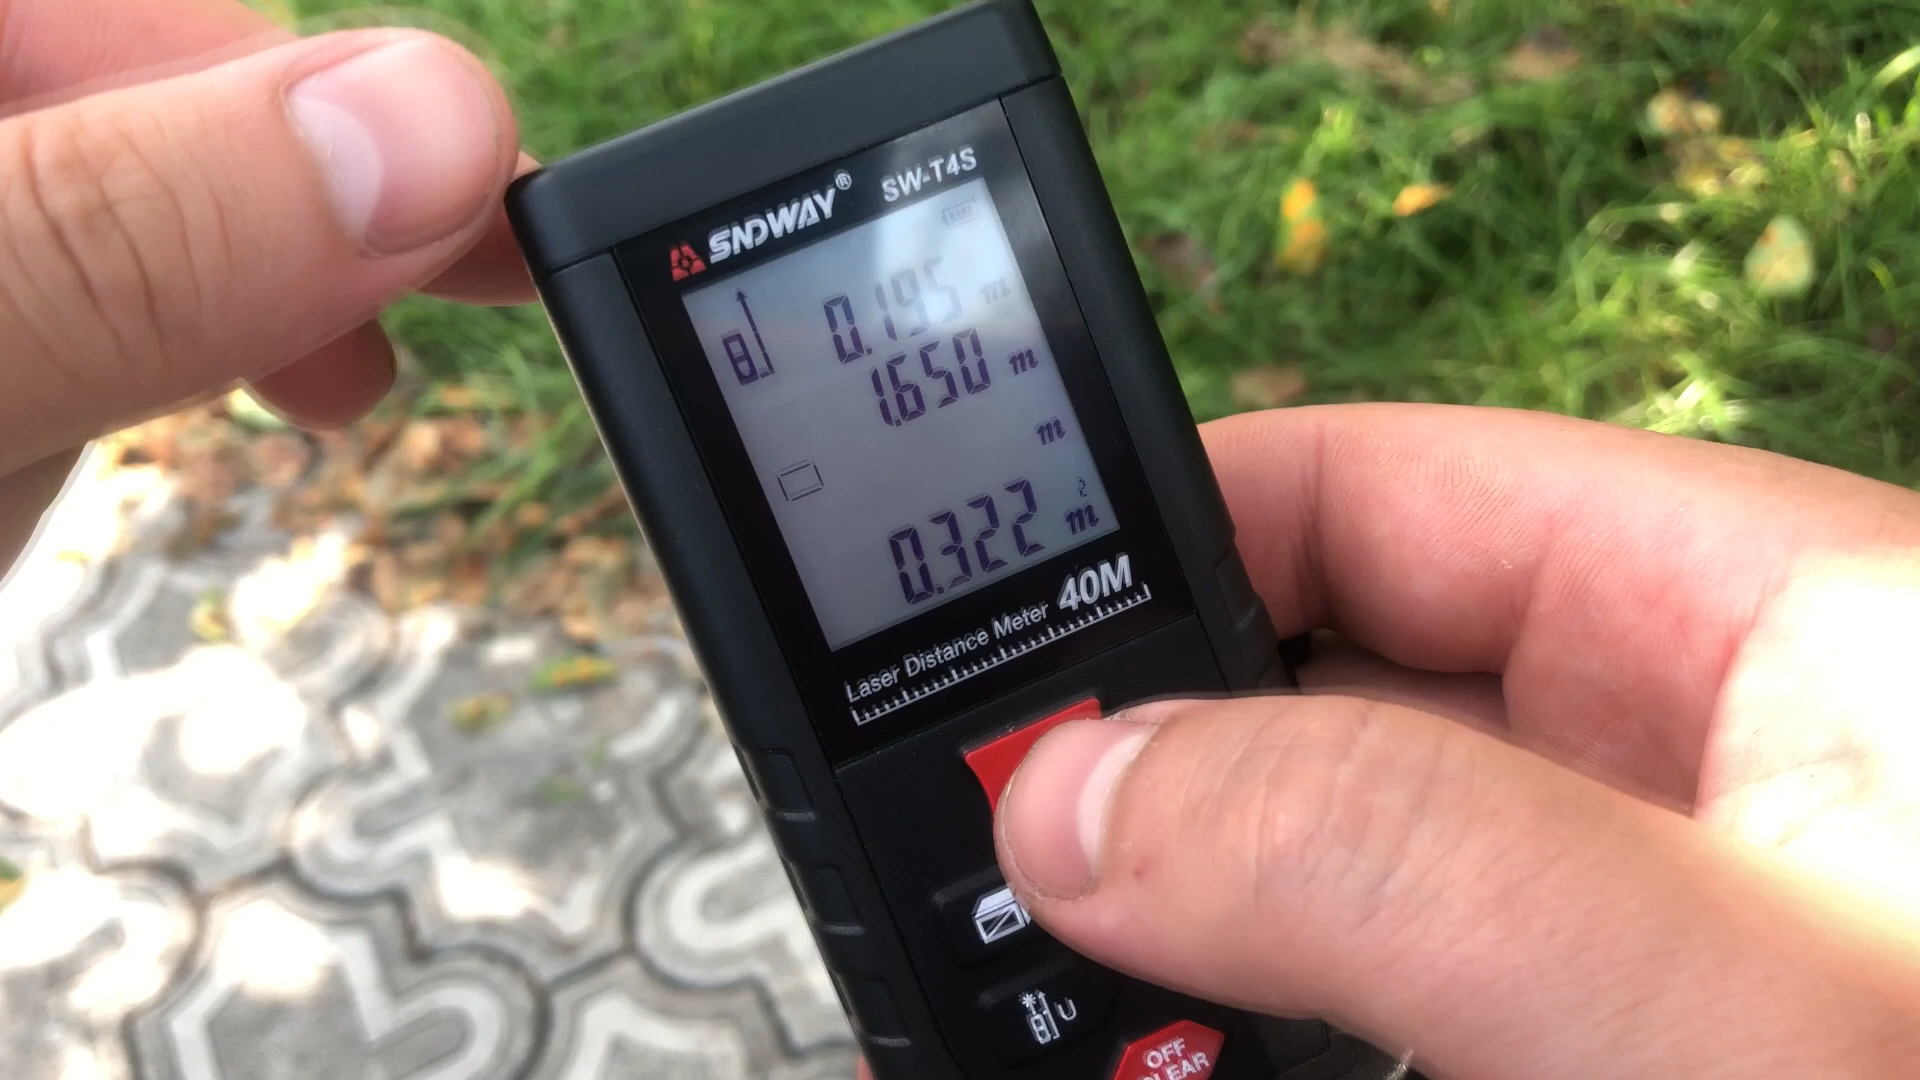 SNDWAY® SW-T4S
0.195 m
1.650 m
m
0.322 m²
Laser Distance Meter 40M
U
OFF
CLEAR